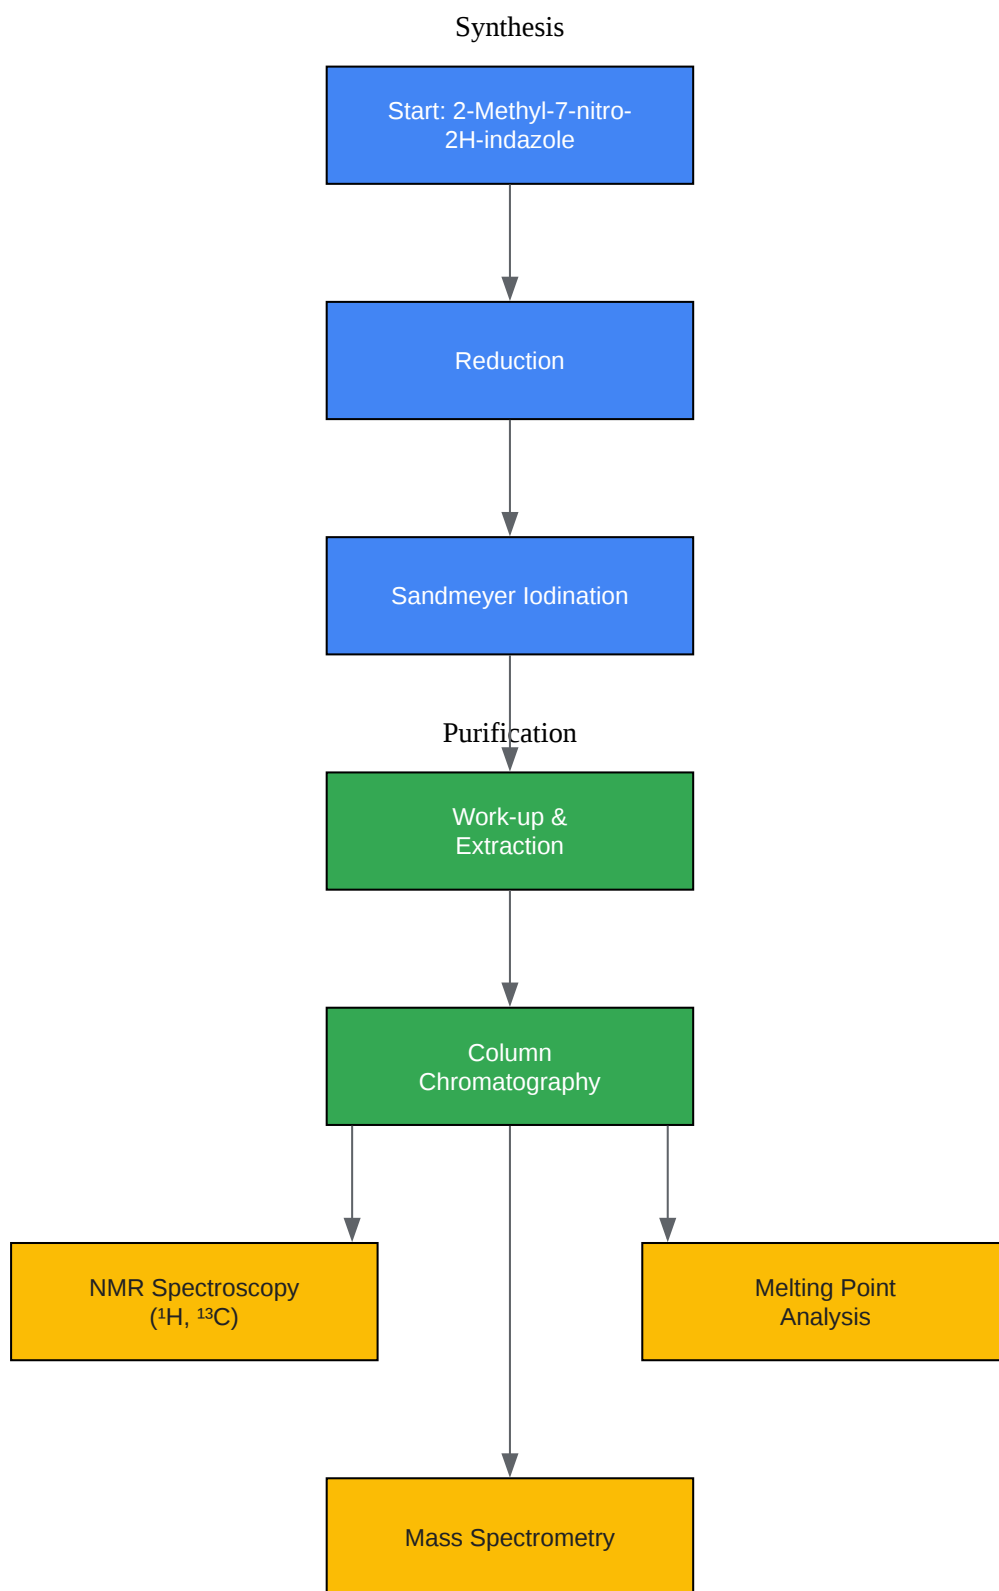 Synthesis
Start: 2-Methyl-7-nitro-
2H-indazole
Reduction
Sandmeyer Iodination
Purification
Work-up &
Extraction
Column
Chromatography
NMR Spectroscopy
(¹H, ¹³C)
Melting Point
Analysis
Mass Spectrometry